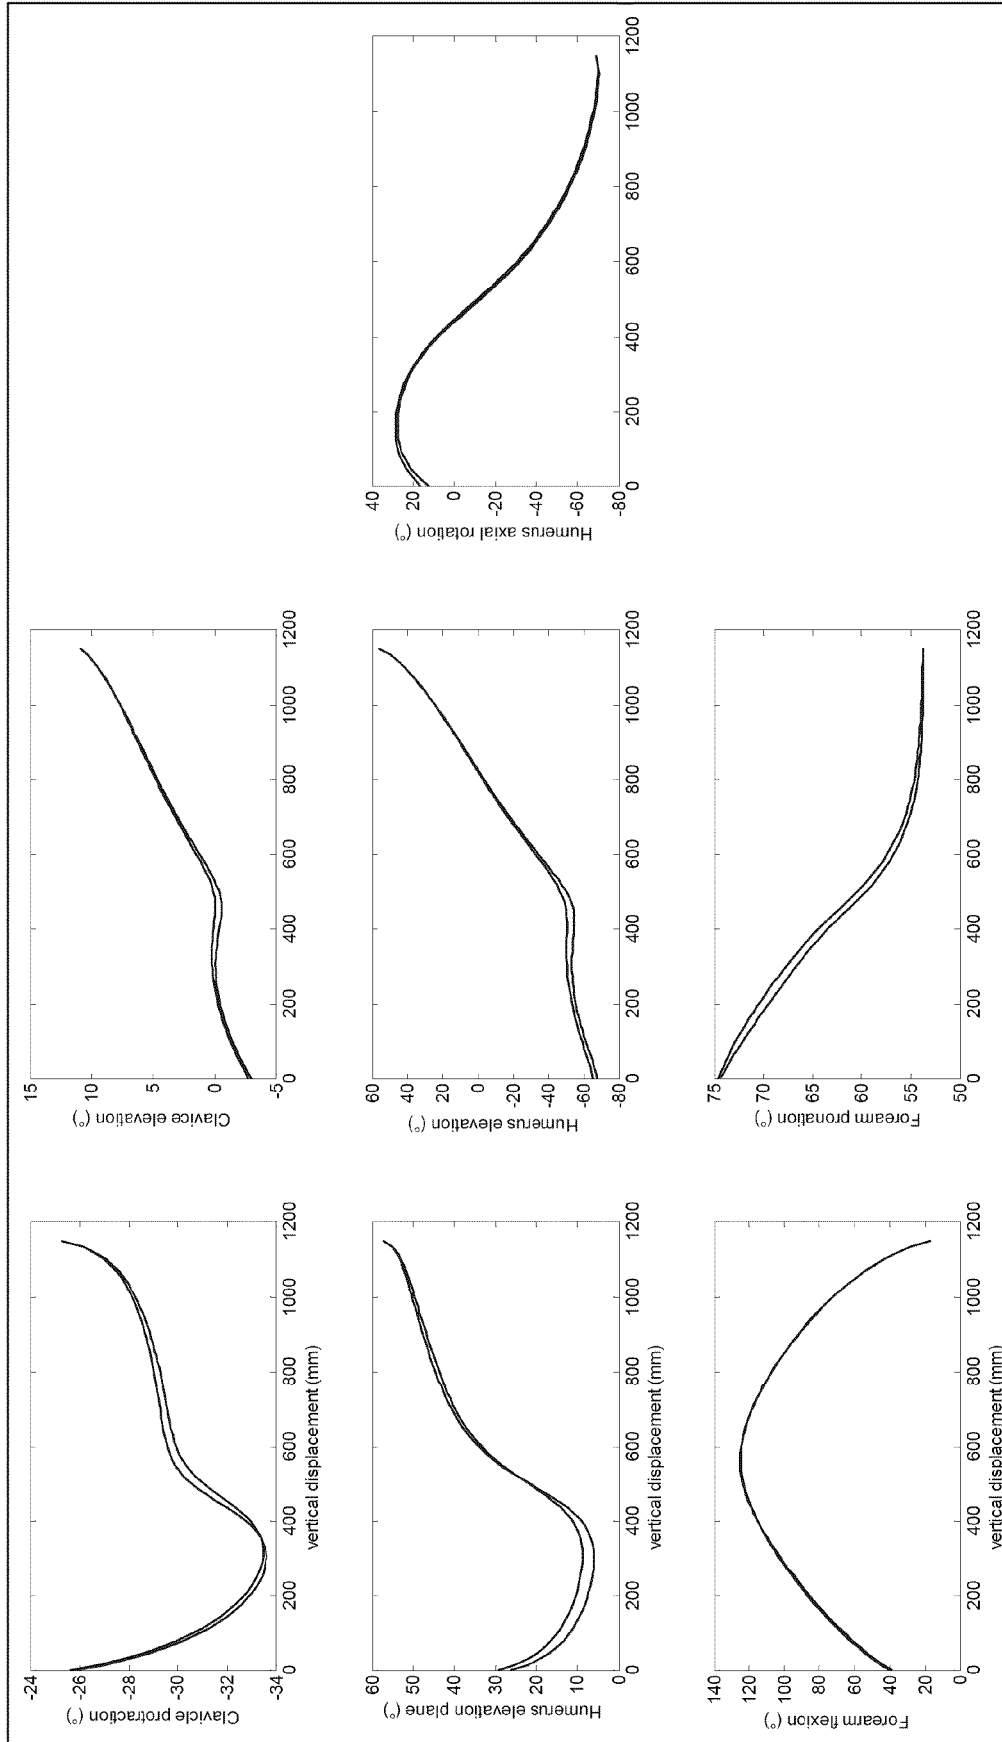 Clavicle protraction (°)
-24
-26
-28
-30
-32
-34
0 200 400 600 800 1000 1200
vertical displacement (mm)
Clavice elevation (°)
15
10
5
0
-5
0 200 400 600 800 1000 1200
Humerus elevation plane (°)
60
50
40
30
20
10
0
0 200 400 600 800 1000 1200
vertical displacement (mm)
Humerus elevation (°)
60
40
20
0
-20
-40
-60
-80
0 200 400 600 800 1000 1200
Humerus axial rotation (°)
40
20
0
-20
-40
-60
-80
0 200 400 600 800 1000 1200
Forearm flexion (°)
140
120
100
80
60
40
20
0
0 200 400 600 800 1000 1200
vertical displacement (mm)
Forearm pronation (°)
75
70
65
60
55
50
0 200 400 600 800 1000 1200